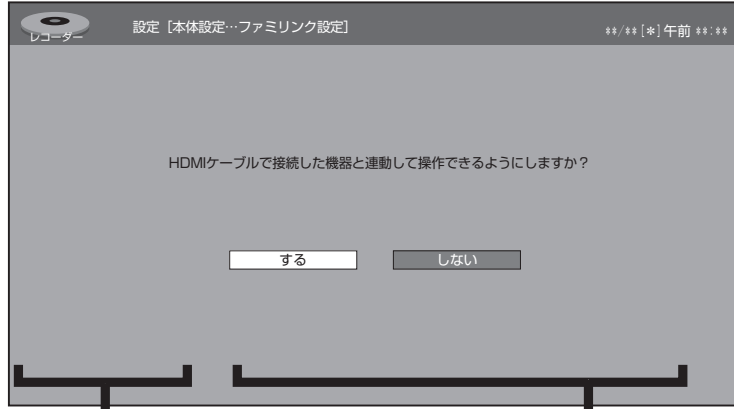 レコーダー
設定［本体設定…ファミリンク設定］
**/**[*]午前 **:**
HDMIケーブルで接続した機器と連動して操作できるようにしますか？
する
しない